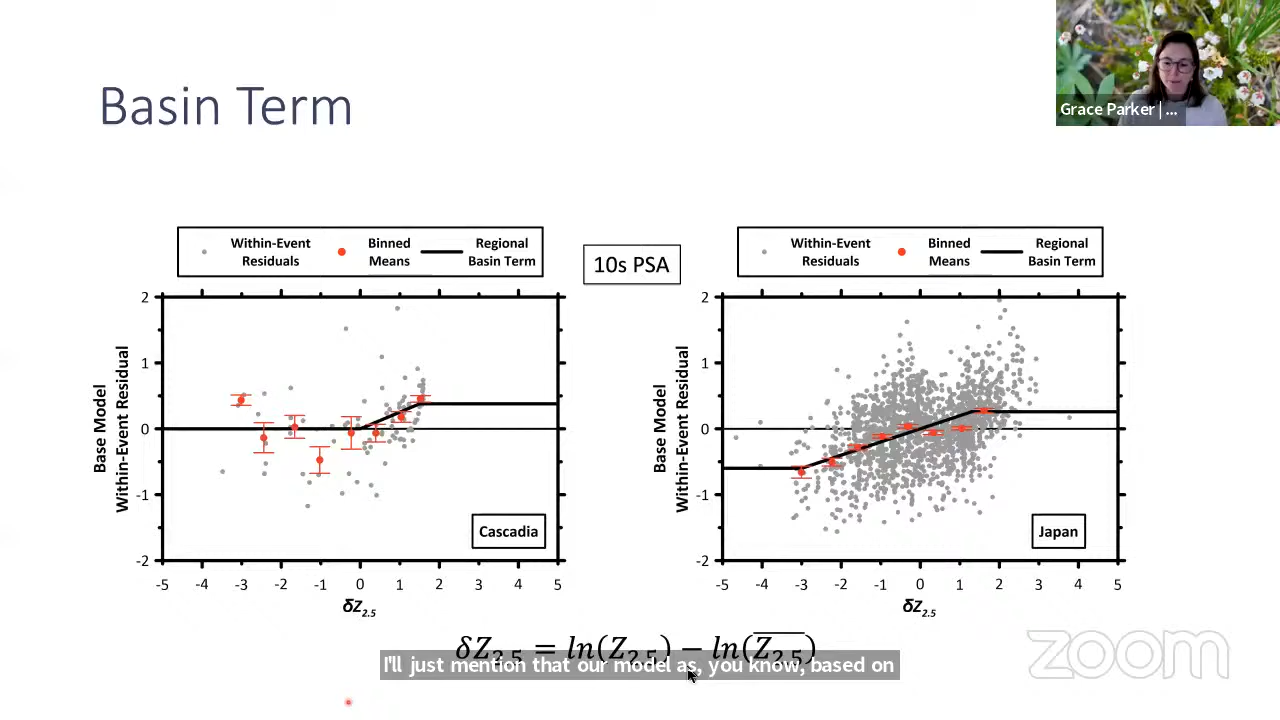 Basin Term
Grace Parker | ...
Within-Event Residuals
Binned Means
Regional Basin Term
10s PSA
Within-Event Residuals
Binned Means
Regional Basin Term
Base Model Within-Event Residual
2
1
0
-1
-2
Cascadia
-5 -4 -3 -2 -1 0 1 2 3 4 5
δZ2.5
Base Model Within-Event Residual
2
1
0
-1
-2
Japan
-5 -4 -3 -2 -1 0 1 2 3 4 5
δZ2.5
δZ2.5 = ln(Z2.5) − ln(Z̅2.5)
I'll just mention that our model as, you know, based on
zoom